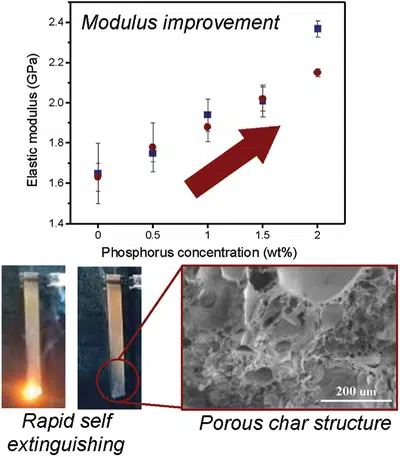 Modulus improvement
Elastic modulus (GPa)
2.4
2.2
2.0
1.8
1.6
1.4
0 0.5 1 1.5 2
Phosphorus concentration (wt%)
200 um
Rapid self
extinguishing
Porous char structure